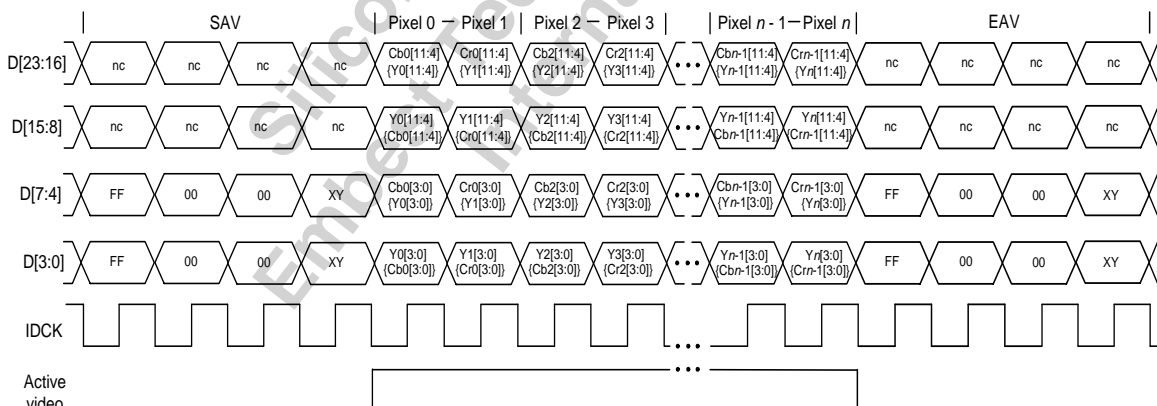 SAV Pixel 0 — Pixel 1 Pixel 2 — Pixel 3 Pixel n - 1—Pixel n EAV
D[23:16] nc nc nc nc Cb0[11:4] Cr0[11:4] Cb2[11:4] Cr2[11:4] ••• Cbn-1[11:4] Crn-1[11:4] nc nc nc nc
{Y0[11:4]} {Y1[11:4]} {Y2[11:4]} {Y3[11:4]} {Yn-1[11:4]} {Yn[11:4]}
D[15:8] nc nc nc nc Y0[11:4] Y1[11:4] Y2[11:4] Y3[11:4] ••• Yn-1[11:4] Yn[11:4] nc nc nc nc
{Cb0[11:4]} {Cr0[11:4]} {Cb2[11:4]} {Cr2[11:4]} Cbn-1[11:4]} {Crn-1[11:4]}
D[7:4] FF 00 00 XY Cb0[3:0] Cr0[3:0] Cb2[3:0] Cr2[3:0] ••• Cbn-1[3:0] Crn-1[3:0] FF 00 00 XY
{Y0[3:0]} {Y1[3:0]} {Y2[3:0]} {Y3[3:0]} {Yn-1[3:0]} {Yn[3:0]}
D[3:0] FF 00 00 XY Y0[3:0] Y1[3:0] Y2[3:0] Y3[3:0] ••• Yn-1[3:0] Yn[3:0] FF 00 00 XY
{Cb0[3:0]} {Cr0[3:0]} {Cb2[3:0]} {Cr2[3:0]} {Cbn-1[3:0]} {Crn-1[3:0]}
IDCK •••
•••
Active
video
Silicon
Embest Tec
Interna